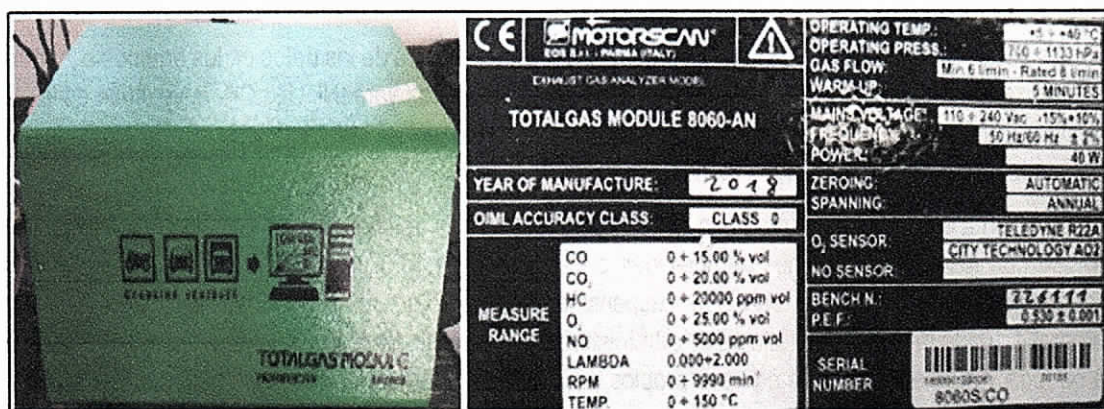 TOTALGAS MODULE
CE
MOTORSCAN®
EOS S.r.l. - PARMA (ITALY)
EXHAUST GAS ANALYZER MODEL
TOTALGAS MODULE 8060-AN
YEAR OF MANUFACTURE: 2018
OIML ACCURACY CLASS: CLASS 0
MEASURE RANGE
CO 0 ÷ 15.00 % vol
CO₂ 0 ÷ 20.00 % vol
HC 0 ÷ 20000 ppm vol
O₂ 0 ÷ 25.00 % vol
NO 0 ÷ 5000 ppm vol
LAMBDA 0.000÷2.000
RPM 0 ÷ 9990 min
TEMP. 0 ÷ 150 °C
OPERATING TEMP.: +5 ÷ +40 °C
OPERATING PRESS.: 750 ÷ 1133 hPa
GAS FLOW: Min 6 l/min - Rated 8 l/min
WARM-UP: 5 MINUTES
MAINS VOLTAGE: 110 ÷ 240 Vac -15%+10%
FREQUENCY: 50 Hz/60 Hz ± 2%
POWER: 40 W
ZEROING: AUTOMATIC
SPANNING: ANNUAL
O₂ SENSOR: TELEDYNE R22A
CITY TECHNOLOGY AO2
NO SENSOR:
BENCH N.: 226111
P.E.F.: 0.530 ± 0.001
SERIAL NUMBER
8060S/CO